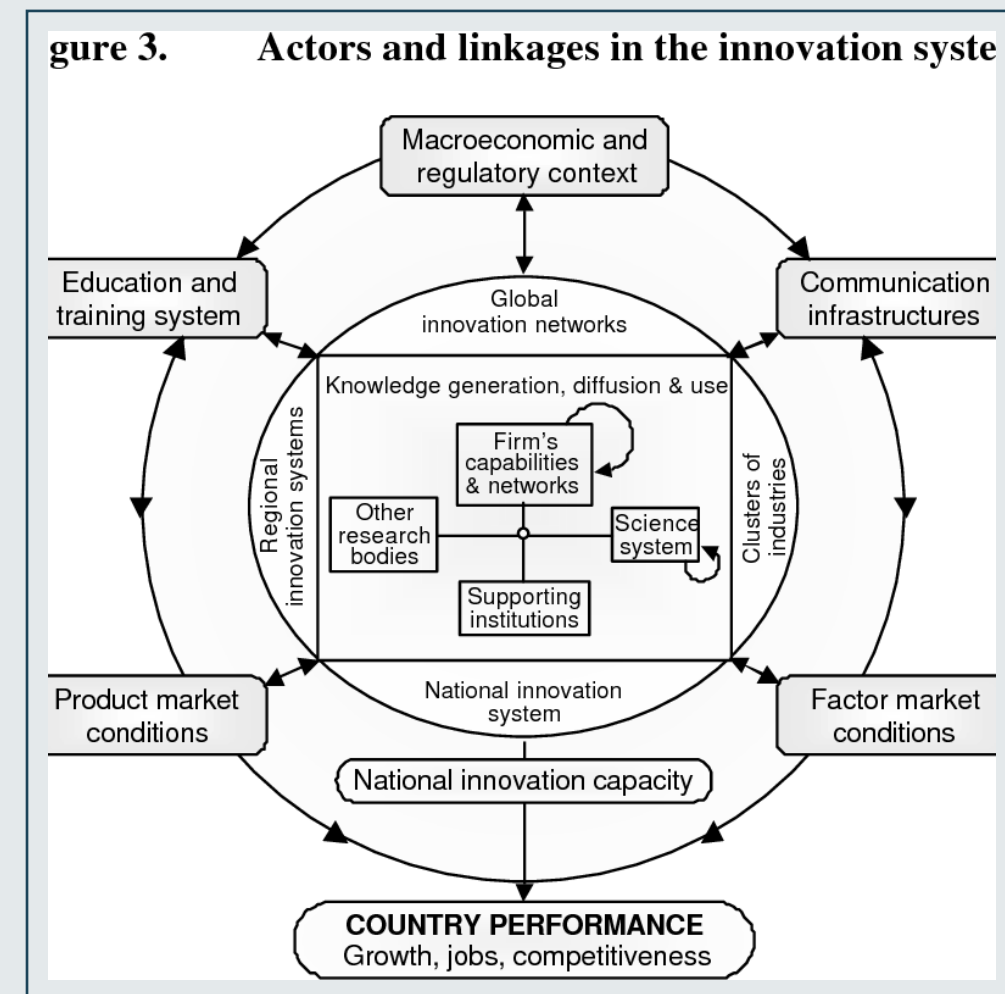 gure 3. Actors and linkages in the innovation syste
Macroeconomic and
regulatory context
Education and
training system
Communication
infrastructures
Global
innovation networks
Knowledge generation, diffusion & use
Regional
innovation systems
Firm's
capabilities
& networks
Clusters of
industries
Other
research
bodies
Science
system
Supporting
institutions
Product market
conditions
National innovation
system
Factor market
conditions
National innovation capacity
COUNTRY PERFORMANCE
Growth, jobs, competitiveness